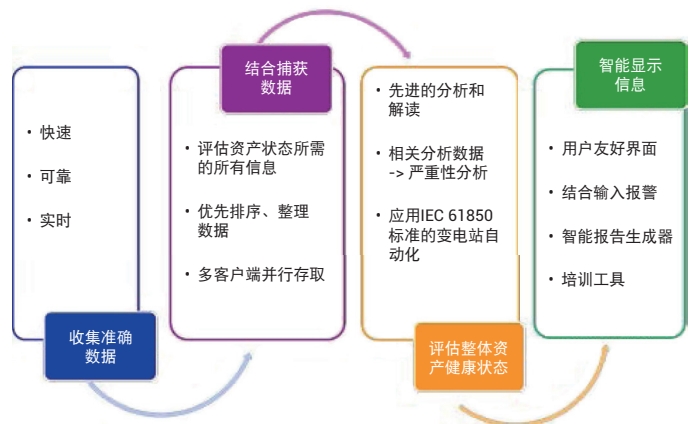 快速
可靠
实时
收集准确
数据
结合捕获
数据
• 评估资产状态所需
的所有信息
• 优先排序、整理
数据
• 多客户端并行存取
• 先进的分析和
解读
• 相关分析数据
-> 严重性分析
• 应用IEC 61850
标准的变电站自
动化
评估整体资
产健康状态
智能显示
信息
• 用户友好界面
• 结合输入报警
• 智能报告生成器
• 培训工具